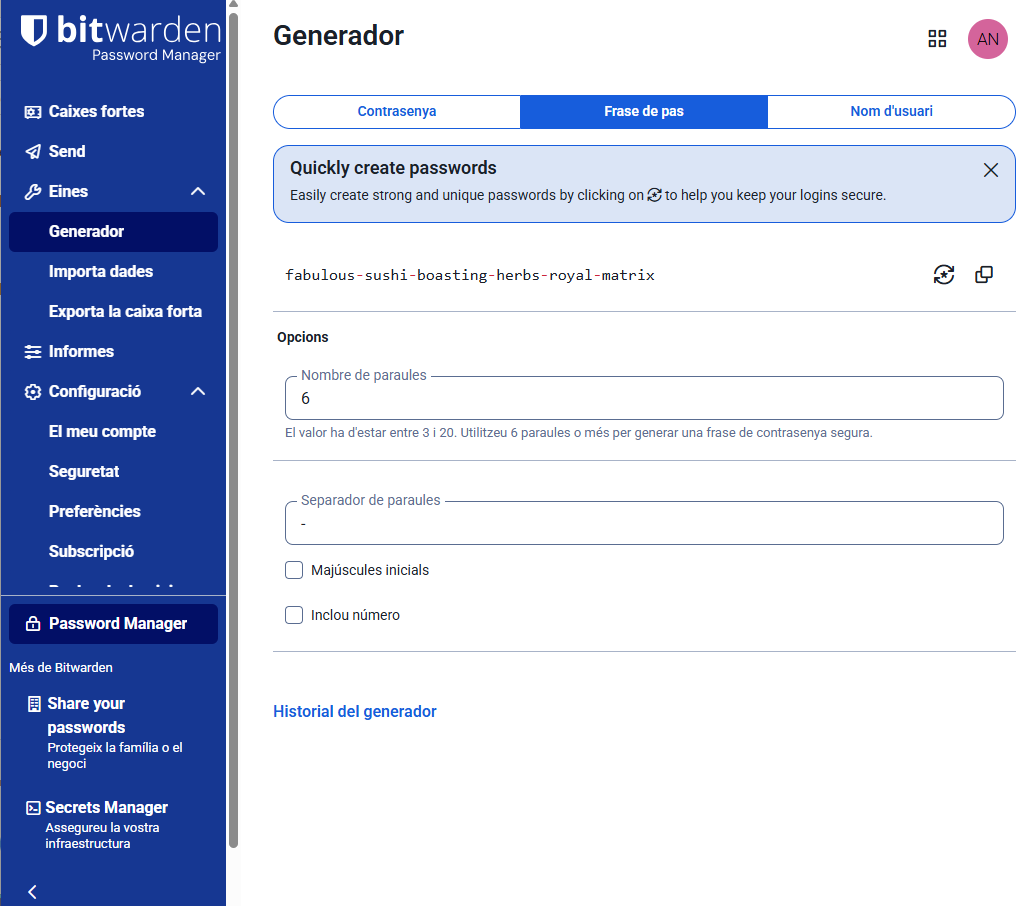 bitwarden
Password Manager
Caixes fortes
Send
Eines
Generador
Importa dades
Exporta la caixa forta
Informes
Configuració
El meu compte
Seguretat
Preferències
Subscripció
Password Manager
Més de Bitwarden
Share your
passwords
Protegeix la família o el
negoci
Secrets Manager
Assegureu la vostra
infraestructura
Generador
AN
Contrasenya
Frase de pas
Nom d'usuari
Quickly create passwords
Easily create strong and unique passwords by clicking on to help you keep your logins secure.
fabulous-sushi-boasting-herbs-royal-matrix
Opcions
Nombre de paraules
6
El valor ha d'estar entre 3 i 20. Utilitzeu 6 paraules o més per generar una frase de contrasenya segura.
Separador de paraules
-
Majúscules inicials
Inclou número
Historial del generador